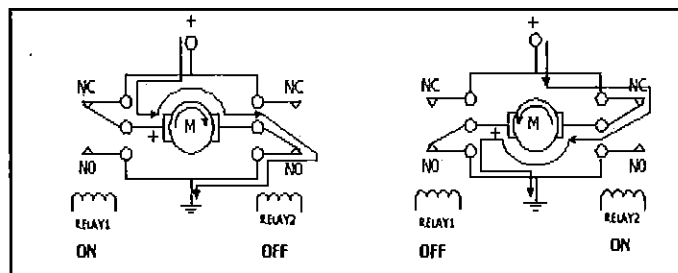 + +
NC NC NC NC
M M
+ +
NO NO NO NO
RELAY1 RELAY2 RELAY1 RELAY2
ON OFF OFF ON